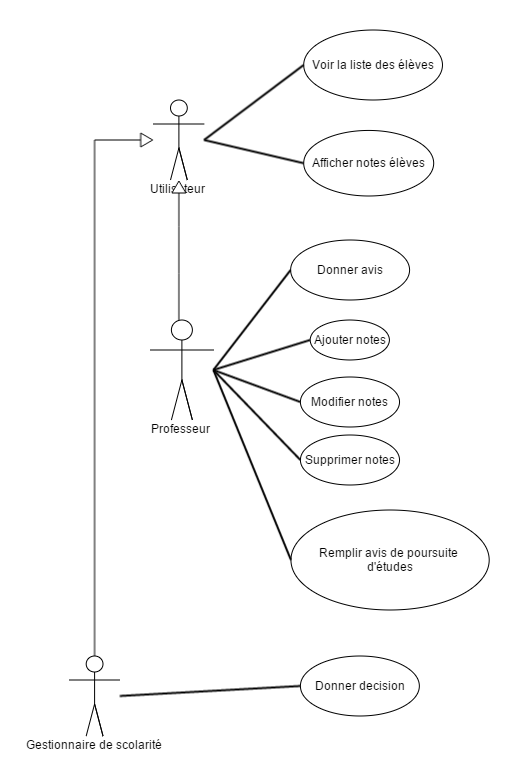 Voir la liste des élèves
Afficher notes élèves
Utilisateur
Donner avis
Ajouter notes
Modifier notes
Professeur
Supprimer notes
Remplir avis de poursuite
d'études
Donner decision
Gestionnaire de scolarité